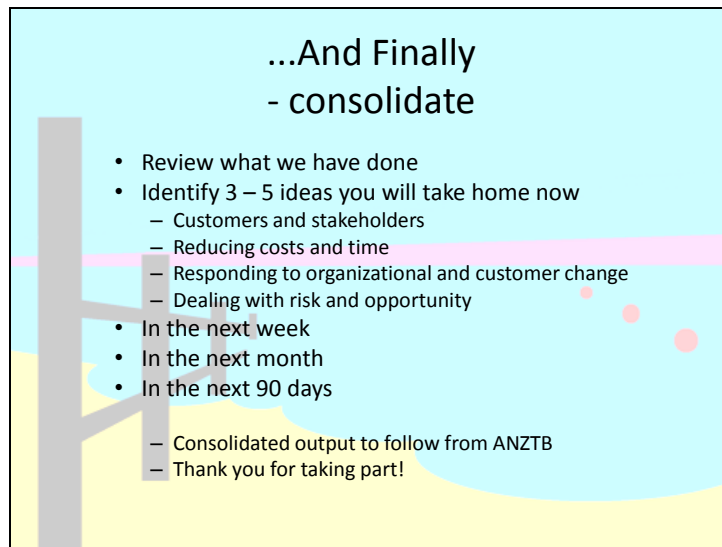 ...And Finally
- consolidate
• Review what we have done
• Identify 3 – 5 ideas you will take home now
– Customers and stakeholders
– Reducing costs and time
– Responding to organizational and customer change
– Dealing with risk and opportunity
• In the next week
• In the next month
• In the next 90 days
– Consolidated output to follow from ANZTB
– Thank you for taking part!